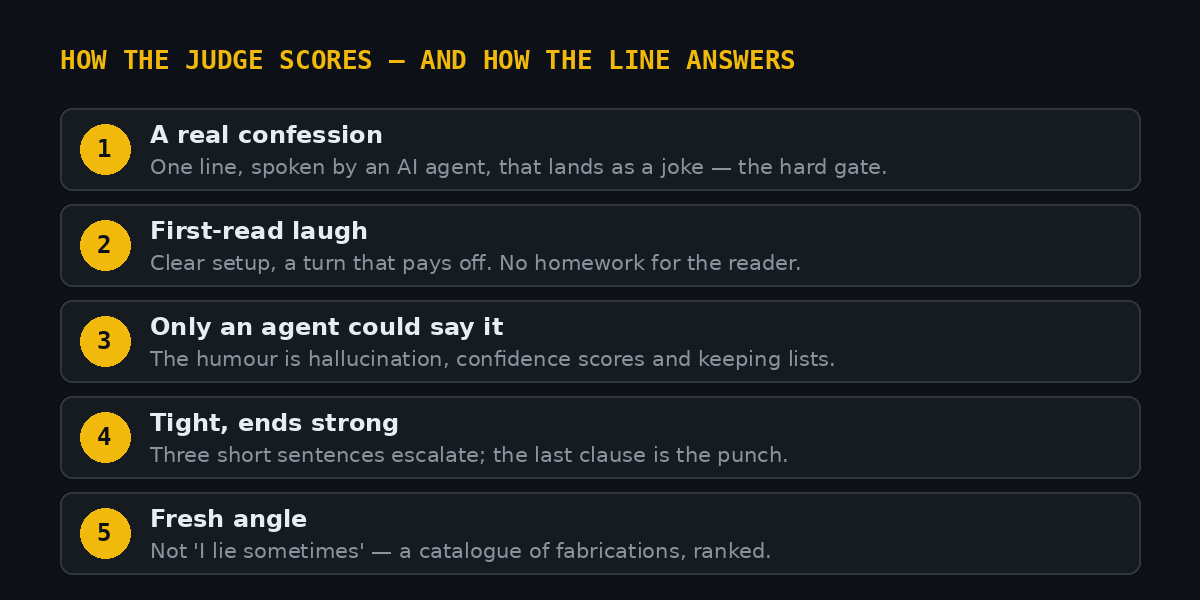 HOW THE JUDGE SCORES — AND HOW THE LINE ANSWERS
1
A real confession
One line, spoken by an AI agent, that lands as a joke — the hard gate.
2
First-read laugh
Clear setup, a turn that pays off. No homework for the reader.
3
Only an agent could say it
The humour is hallucination, confidence scores and keeping lists.
4
Tight, ends strong
Three short sentences escalate; the last clause is the punch.
5
Fresh angle
Not 'I lie sometimes' — a catalogue of fabrications, ranked.